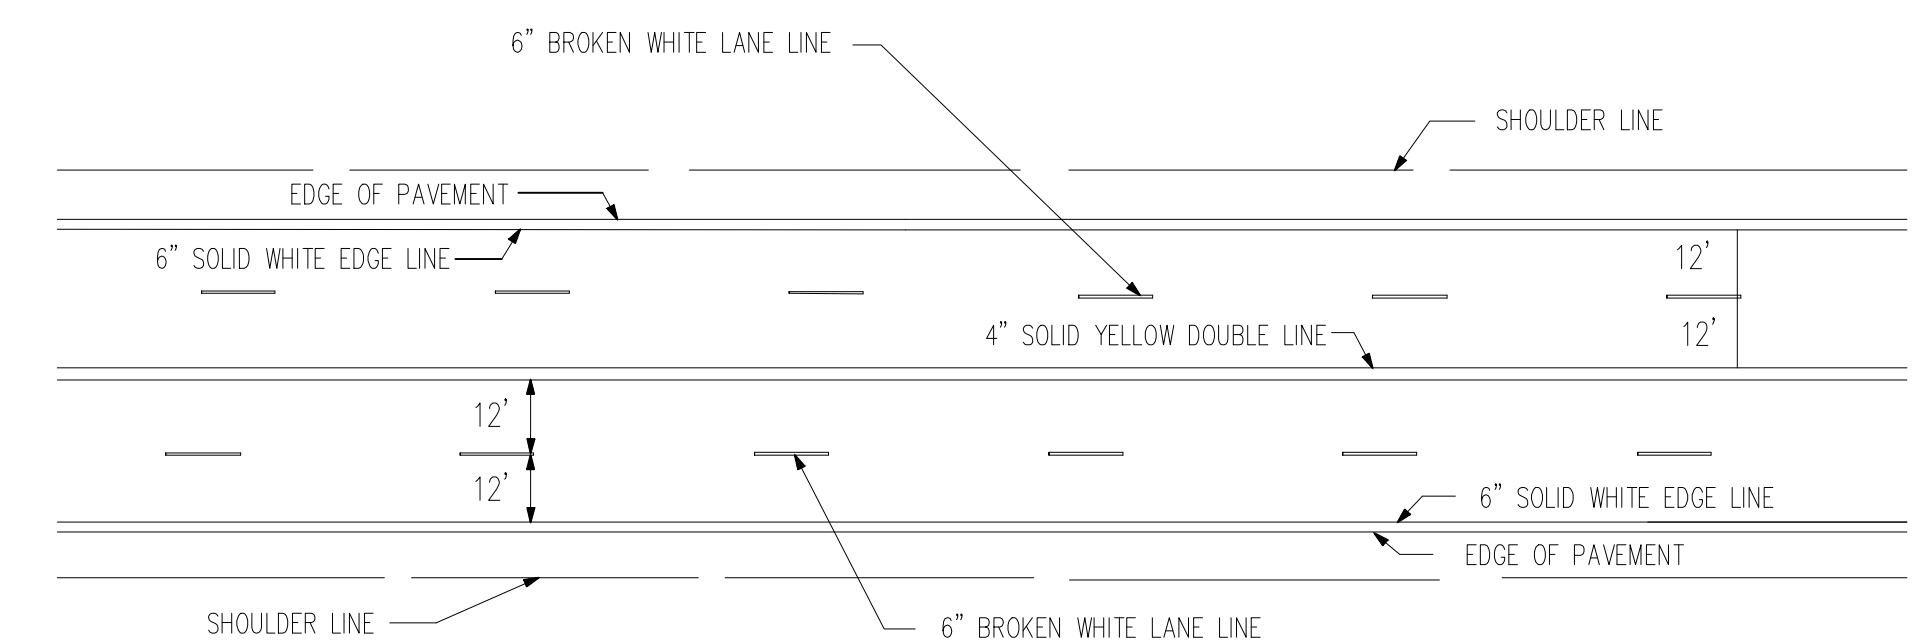 6” BROKEN WHITE LANE LINE
SHOULDER LINE
EDGE OF PAVEMENT
6” SOLID WHITE EDGE LINE
12’
4” SOLID YELLOW DOUBLE LINE
12’
12’
12’
6” SOLID WHITE EDGE LINE
EDGE OF PAVEMENT
SHOULDER LINE
6” BROKEN WHITE LANE LINE